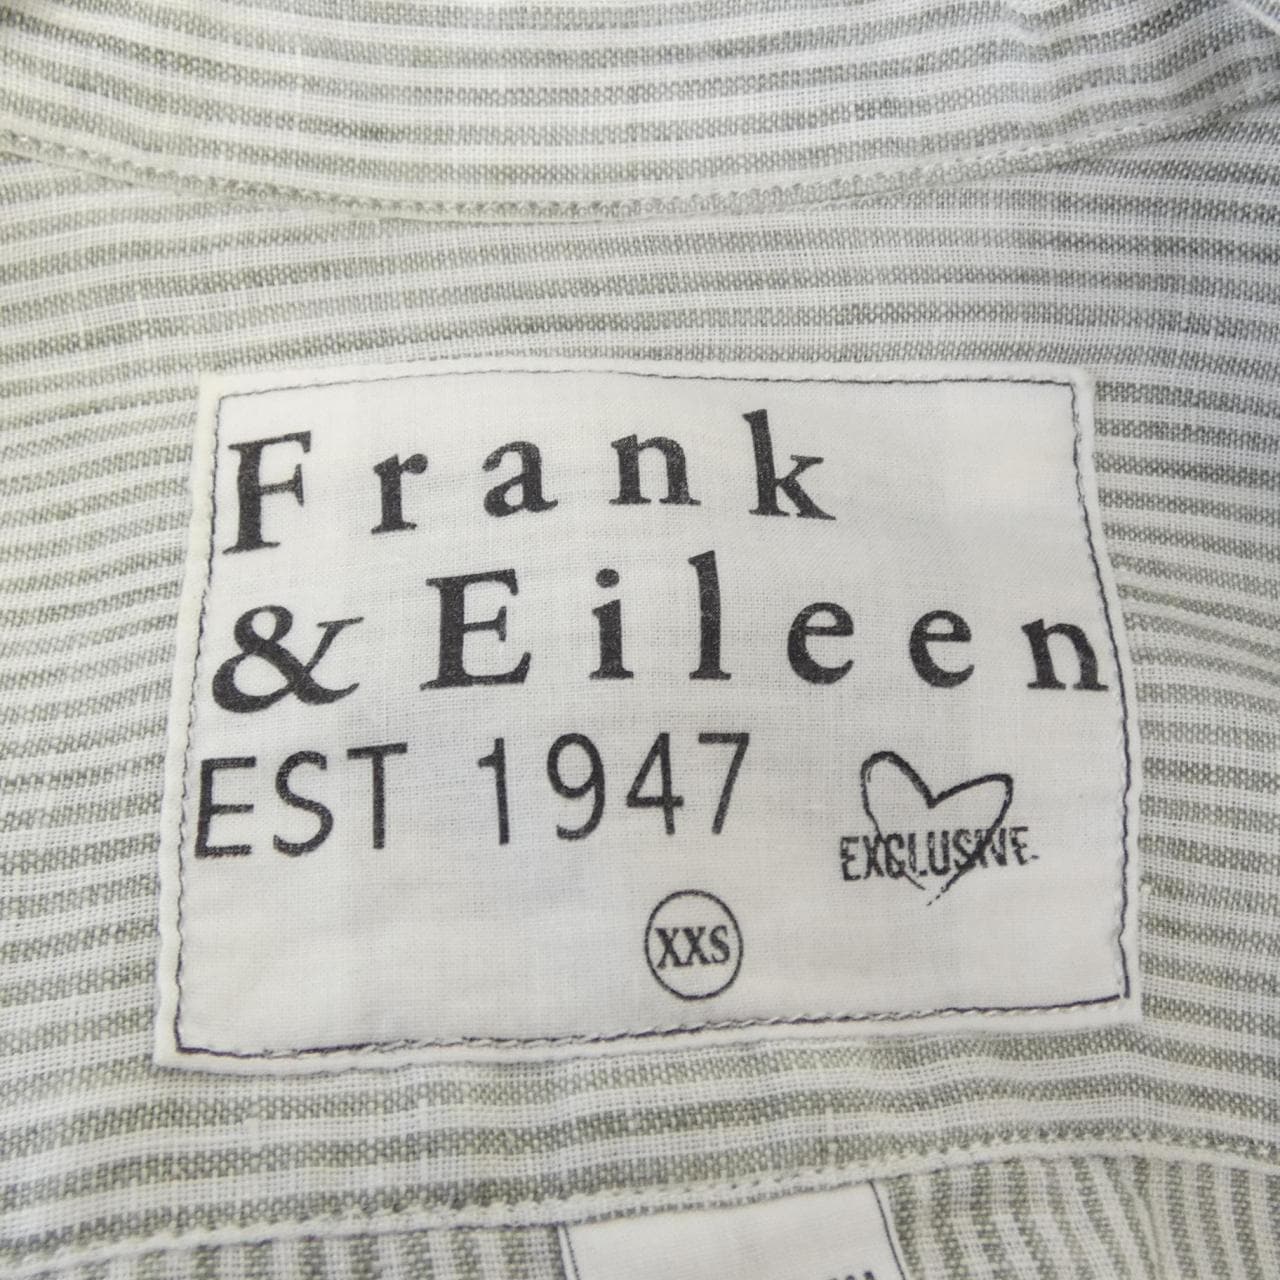 Frank
& Eileen
EST 1947
EXCLUSIVE.
XXS